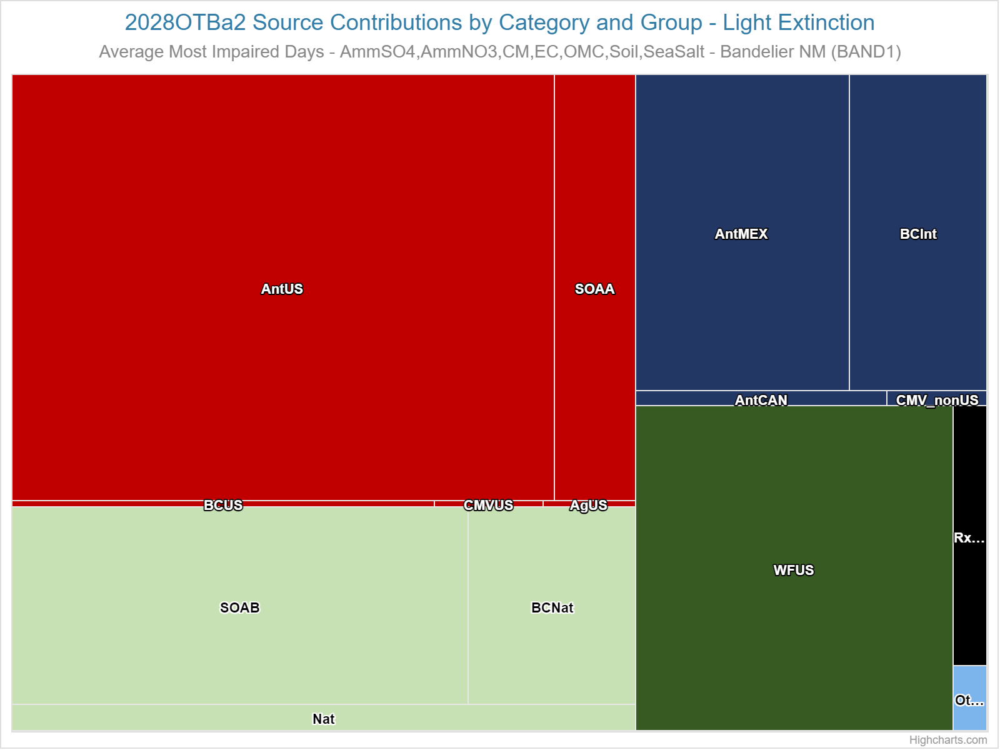 2028OTBa2 Source Contributions by Category and Group - Light Extinction
Average Most Impaired Days - AmmSO4,AmmNO3,CM,EC,OMC,Soil,SeaSalt - Bandelier NM (BAND1)
AntUS
SOAA
AntMEX
BCInt
AntCAN
CMV_nonUS
BCUS
CMVUS
AgUS
SOAB
BCNat
Nat
WFUS
Rx...
Ot...
Highcharts.com